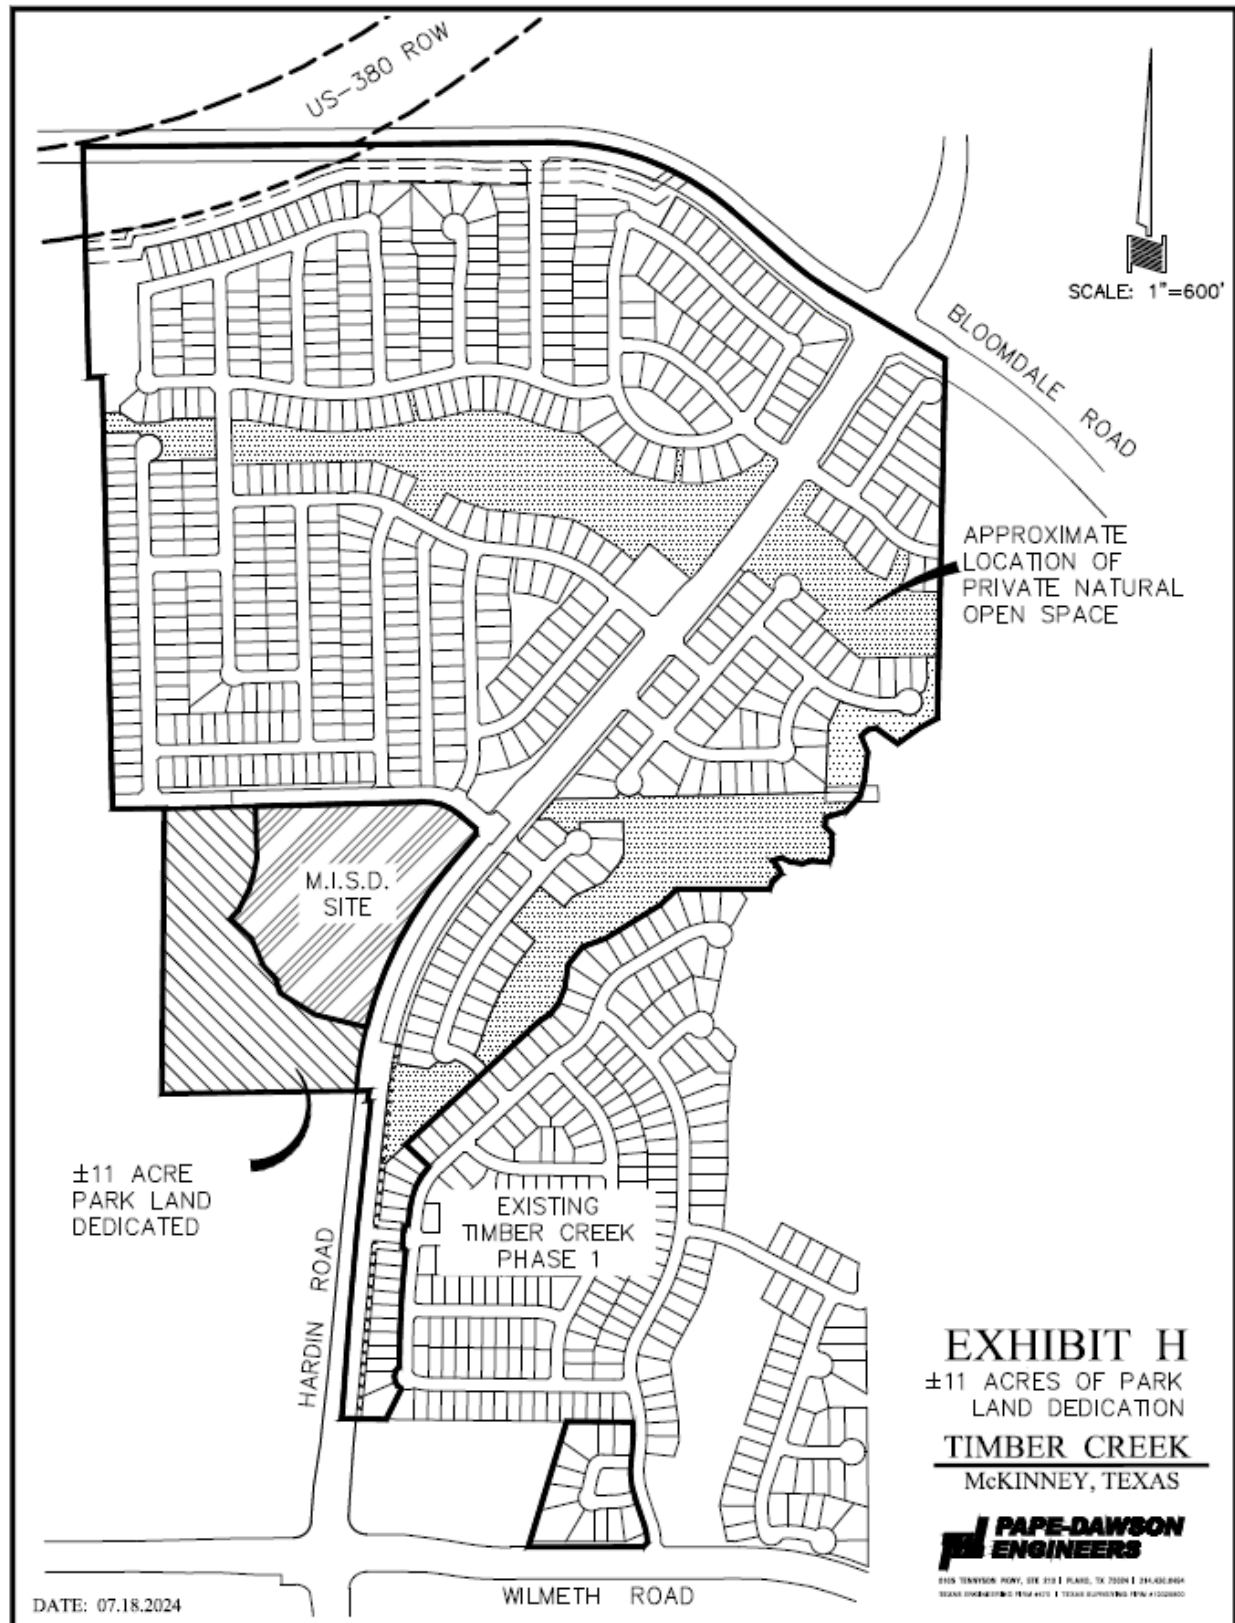 US-380 ROW
SCALE: 1"=600'
BLOOMDALE ROAD
APPROXIMATE
LOCATION OF
PRIVATE NATURAL
OPEN SPACE
M.I.S.D.
SITE
±11 ACRE
PARK LAND
DEDICATED
HARDIN ROAD
EXISTING
TIMBER CREEK
PHASE 1
EXHIBIT H
±11 ACRES OF PARK
LAND DEDICATION
TIMBER CREEK
McKINNEY, TEXAS
PAPE-DAWSON
ENGINEERS
WILMETH ROAD
DATE: 07.18.2024